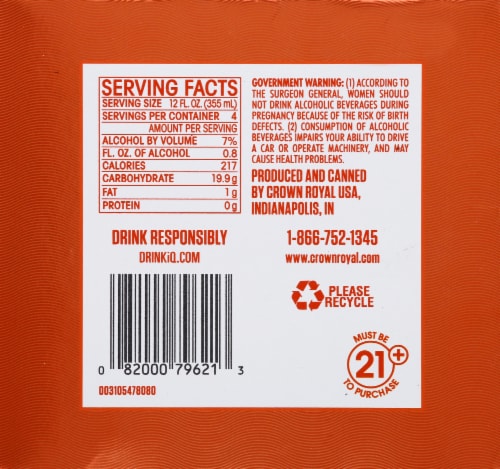 SERVING FACTS
SERVING SIZE 12 FL. OZ. (355 mL)
SERVINGS PER CONTAINER 4
AMOUNT PER SERVING
ALCOHOL BY VOLUME 7%
FL. OZ. OF ALCOHOL 0.8
CALORIES 217
CARBOHYDRATE 19.9 g
FAT 1 g
PROTEIN 0 g
GOVERNMENT WARNING: (1) ACCORDING TO
THE SURGEON GENERAL, WOMEN SHOULD
NOT DRINK ALCOHOLIC BEVERAGES DURING
PREGNANCY BECAUSE OF THE RISK OF BIRTH
DEFECTS. (2) CONSUMPTION OF ALCOHOLIC
BEVERAGES IMPAIRS YOUR ABILITY TO DRIVE
A CAR OR OPERATE MACHINERY, AND MAY
CAUSE HEALTH PROBLEMS.
PRODUCED AND CANNED
BY CROWN ROYAL USA,
INDIANAPOLIS, IN
DRINK RESPONSIBLY
DRINKiQ.COM
1-866-752-1345
www.crownroyal.com
PLEASE
RECYCLE
0 82000 79621 3
003105478080
MUST BE
21+
TO PURCHASE